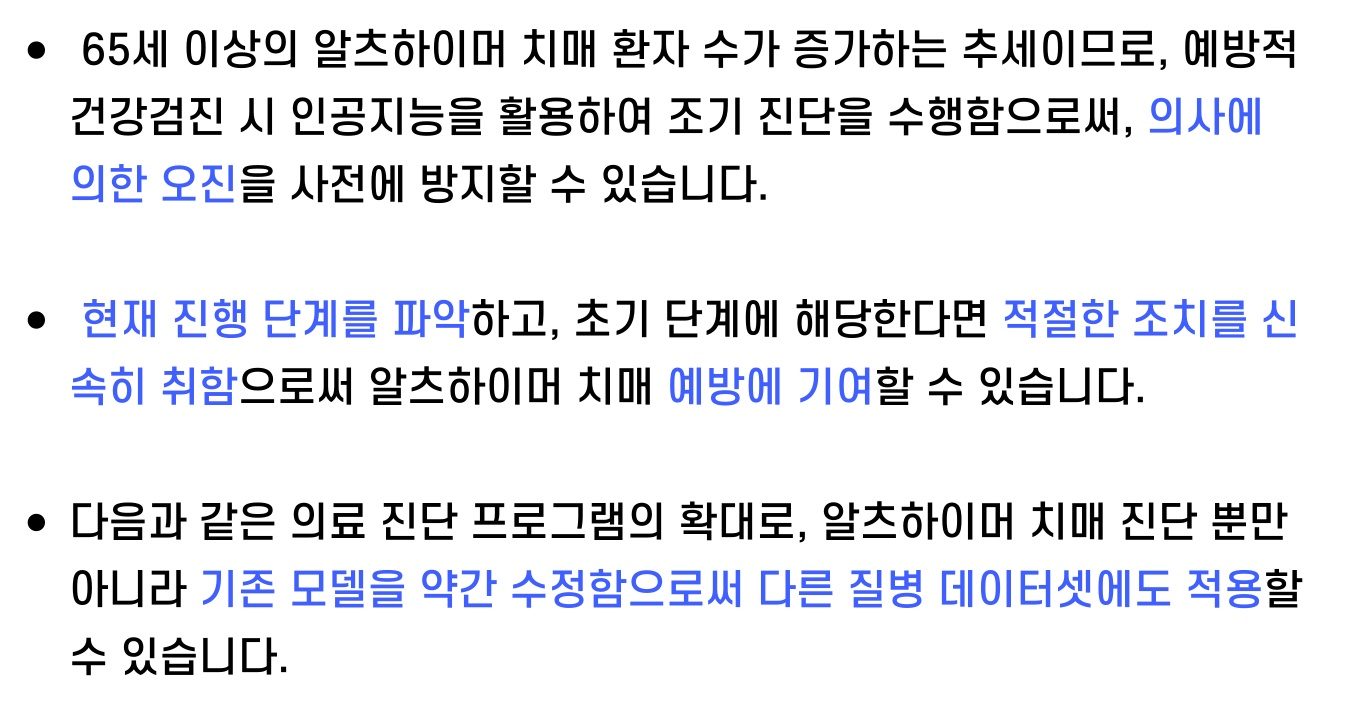 • 65세 이상의 알츠하이머 치매 환자 수가 증가하는 추세이므로, 예방적
건강검진 시 인공지능을 활용하여 조기 진단을 수행함으로써, 의사에
의한 오진을 사전에 방지할 수 있습니다.
• 현재 진행 단계를 파악하고, 초기 단계에 해당한다면 적절한 조치를 신
속히 취함으로써 알츠하이머 치매 예방에 기여할 수 있습니다.
• 다음과 같은 의료 진단 프로그램의 확대로, 알츠하이머 치매 진단 뿐만
아니라 기존 모델을 약간 수정함으로써 다른 질병 데이터셋에도 적용할
수 있습니다.